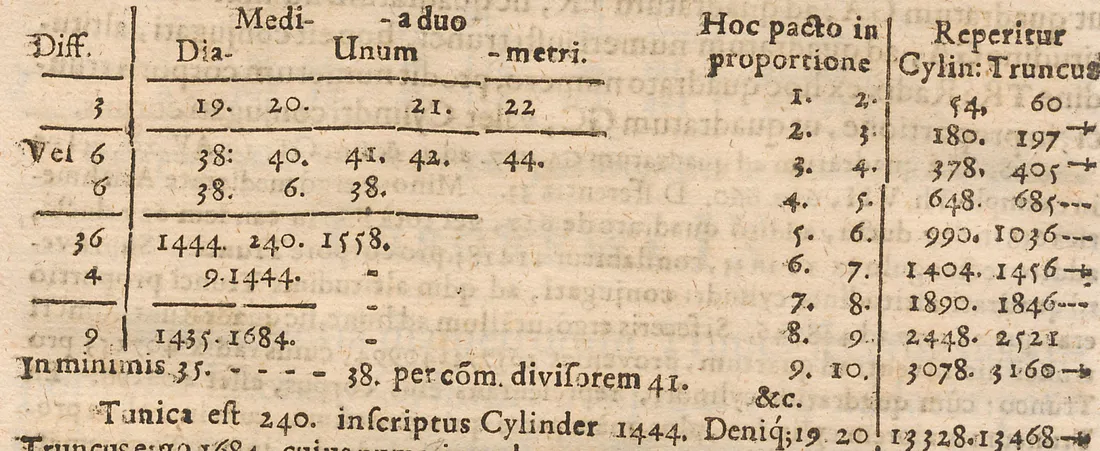 Diff.
Medi- -a duo
Dia- Unum -metri.
3 19. 20. 21. 22
Vel 6 38: 40. 41. 42. 44.
6 38. 6. 38.
36 1444. 240. 1558.
4 9.1444. -
9 1435.1684. -
In minimis 35. - - - - 38. per cōm. diviſorem 41.
Tunica eſt 240. inſcriptus Cylinder 1444.
Hoc pacto in
proportione
Reperitur
Cylin: Truncus
1. 2. 54, 60
2. 3 180. 197 →
3. 4. 378. 405 →
4. 5. 648. 685---
5. 6. 990. 1036---
6. 7. 1404. 1456→
7. 8. 1890. 1846---
8. 9. 2448. 2521
9. 10. 3078. 3160→
&c.
Deniq́; 19 20 13328.13468→